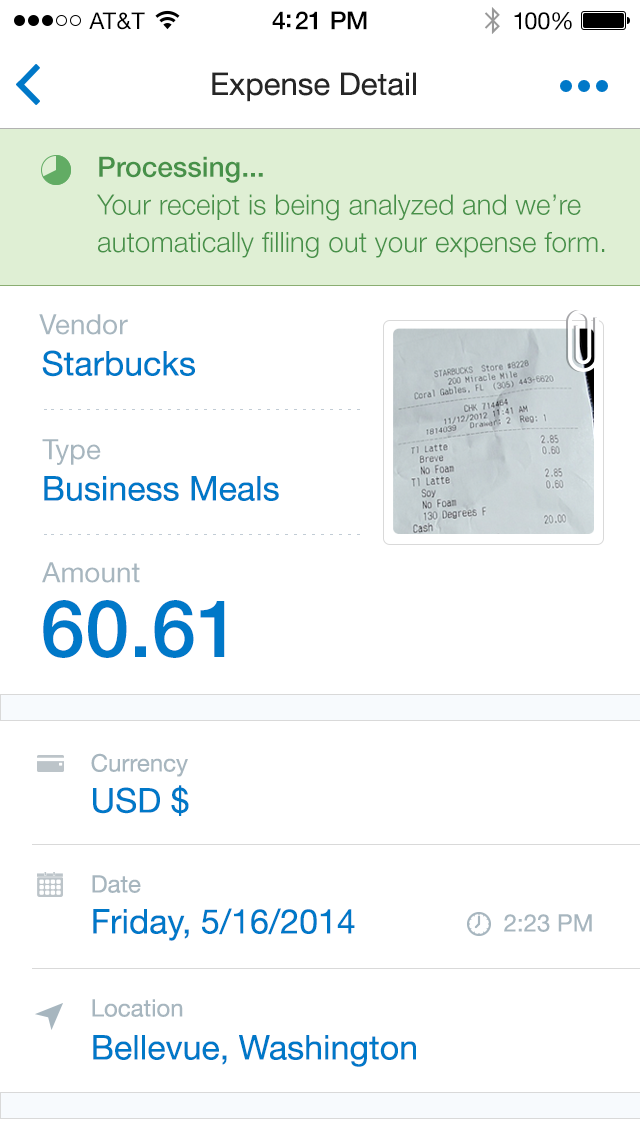 AT&T 4:21 PM 100%
Expense Detail
Processing...
Your receipt is being analyzed and we're
automatically filling out your expense form.
Vendor
Starbucks
Type
Business Meals
Amount
60.61
STARBUCKS Store #8228
200 Miracle Mile
Coral Gables, FL (305) 443-6620
CHK 714464
11/12/2012 11:41 AM
1814039 Drawer: 2 Reg: 1
Tl Latte 2.85
Breve 0.60
No Foam
Tl Latte 2.85
Soy 0.60
No Foam
130 Degrees F
Cash 20.00
Currency
USD $
Date
Friday, 5/16/2014 2:23 PM
Location
Bellevue, Washington